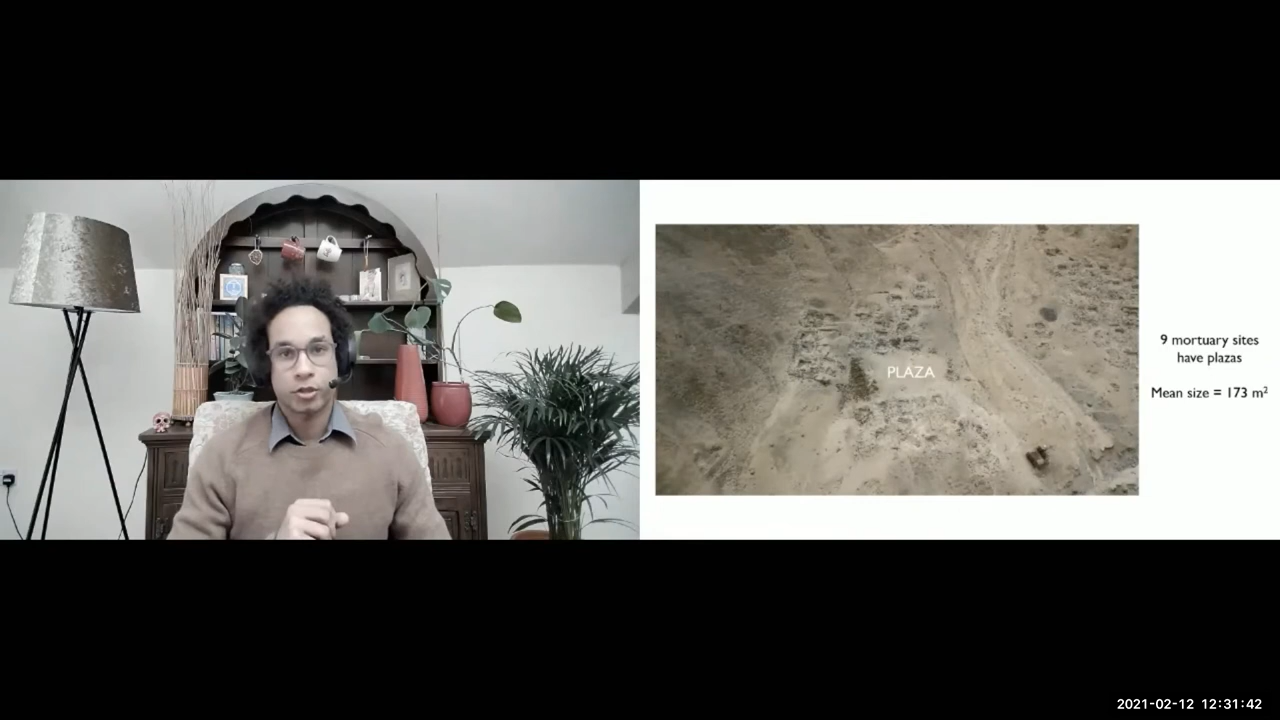 PLAZA
9 mortuary sites
have plazas
Mean size = 173 m²
2021-02-12 12:31:42